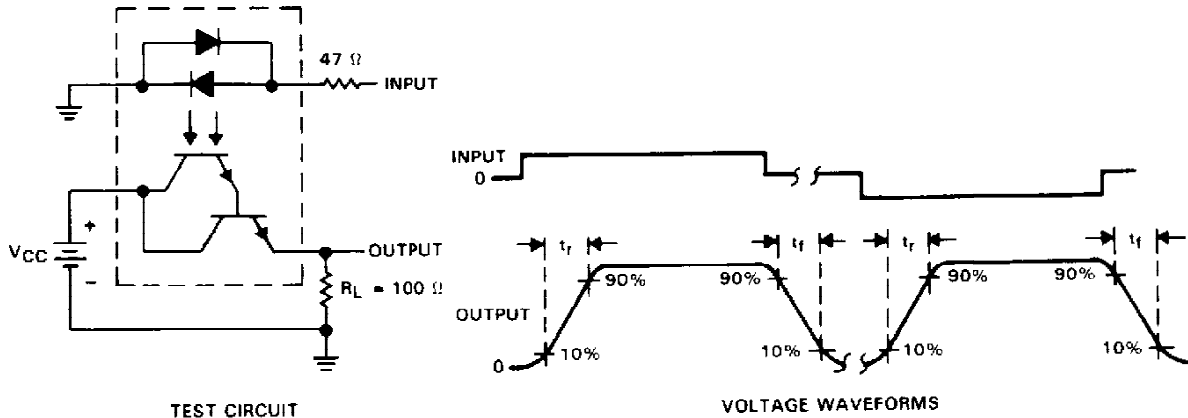 47 Ω
INPUT
+
VCC
−
OUTPUT
RL = 100 Ω
TEST CIRCUIT
INPUT
0
tr
tf
tr
tf
90%
90%
90%
90%
OUTPUT
10%
10%
10%
10%
0
VOLTAGE WAVEFORMS